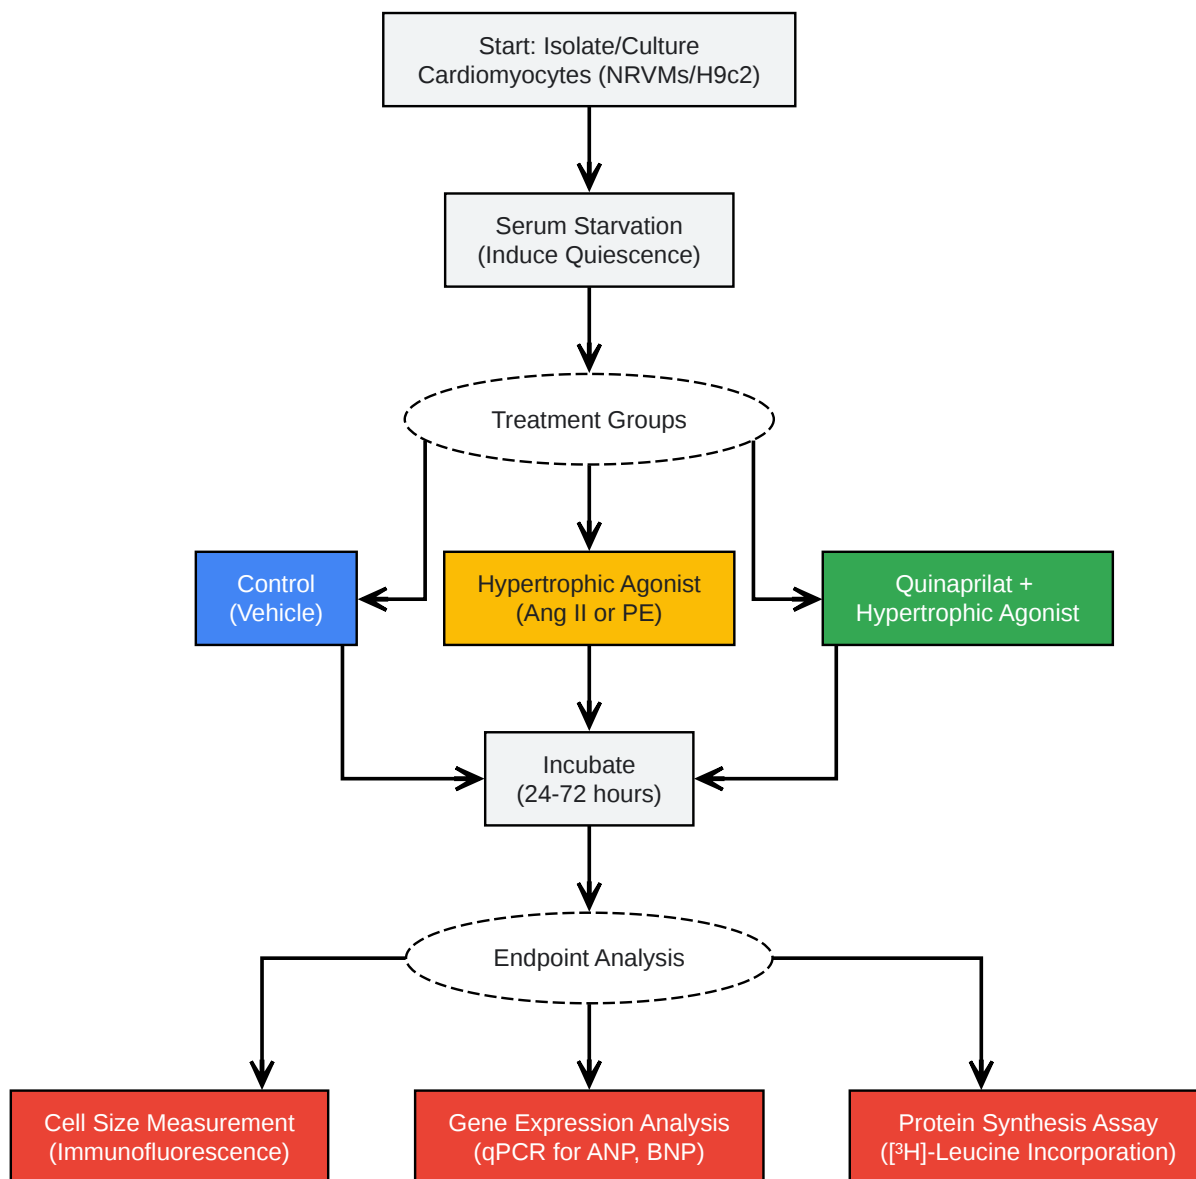 Start: Isolate/Culture
Cardiomyocytes (NRVMs/H9c2)
Serum Starvation
(Induce Quiescence)
Treatment Groups
Control
(Vehicle)
Hypertrophic Agonist
(Ang II or PE)
Quinaprilat +
Hypertrophic Agonist
Incubate
(24-72 hours)
Endpoint Analysis
Cell Size Measurement
(Immunofluorescence)
Gene Expression Analysis
(qPCR for ANP, BNP)
Protein Synthesis Assay
([³H]-Leucine Incorporation)